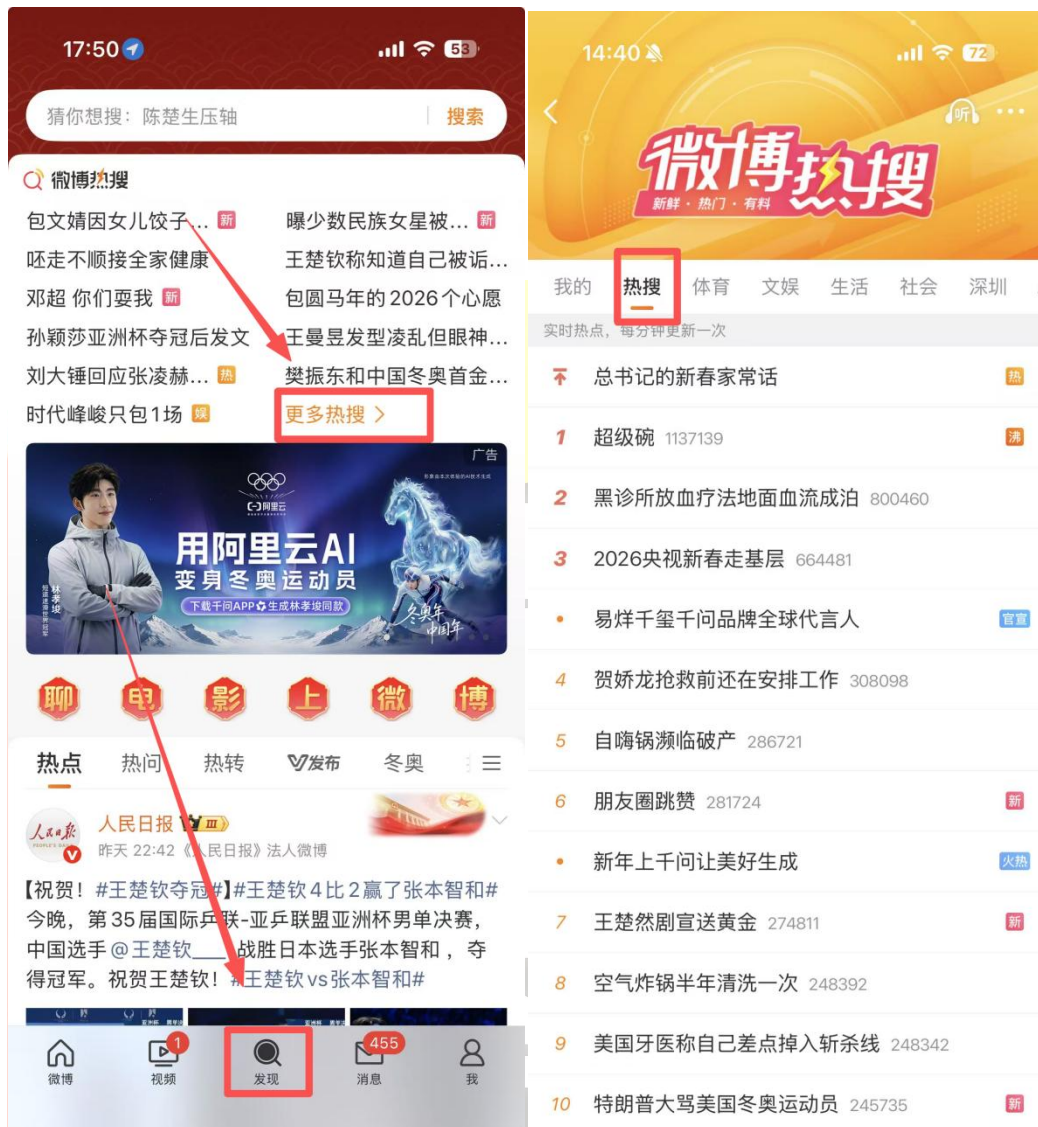 17:50
53
猜你想搜：陈楚生压轴
搜索
微博热搜
包文婧因女儿饺子... 新
曝少数民族女星被... 新
呸走不顺接全家健康
王楚钦称知道自己被诟...
邓超 你们耍我 新
包圆马年的2026个心愿
孙颖莎亚洲杯夺冠后发文
王曼昱发型凌乱但眼神...
刘大锤回应张凌赫... 热
樊振东和中国冬奥首金...
时代峰峻只包1场 娱
更多热搜 >
广告
阿里云
用阿里云AI
变身冬奥运动员
下载千问APP 生成林孝埈同款
林孝埈
短道速滑世界冠军
冬奥年
中国年
聊电影上微博
热点
热问
热转
V发布
冬奥
人民日报 III
昨天 22:42 《人民日报》法人微博
【祝贺！#王楚钦夺冠#】#王楚钦4比2赢了张本智和#
今晚，第35届国际乒联-亚乒联盟亚洲杯男单决赛，
中国选手@王楚钦____ 战胜日本选手张本智和，夺
得冠军。祝贺王楚钦！#王楚钦vs张本智和#
1
455
微博
视频
发现
消息
我
14:40
72
听
微博热搜
新鲜·热门·有料
我的
热搜
体育
文娱
生活
社会
深圳
实时热点，每分钟更新一次
总书记的新春家常话 热
1 超级碗 1137139 沸
2 黑诊所放血疗法地面血流成泊 800460
3 2026央视新春走基层 664481
• 易烊千玺千问品牌全球代言人 官宣
4 贺娇龙抢救前还在安排工作 308098
5 自嗨锅濒临破产 286721
6 朋友圈跳赞 281724 新
• 新年上千问让美好生成 火热
7 王楚然剧宣送黄金 274811 新
8 空气炸锅半年清洗一次 248392
9 美国牙医称自己差点掉入斩杀线 248342
10 特朗普大骂美国冬奥运动员 245735 新